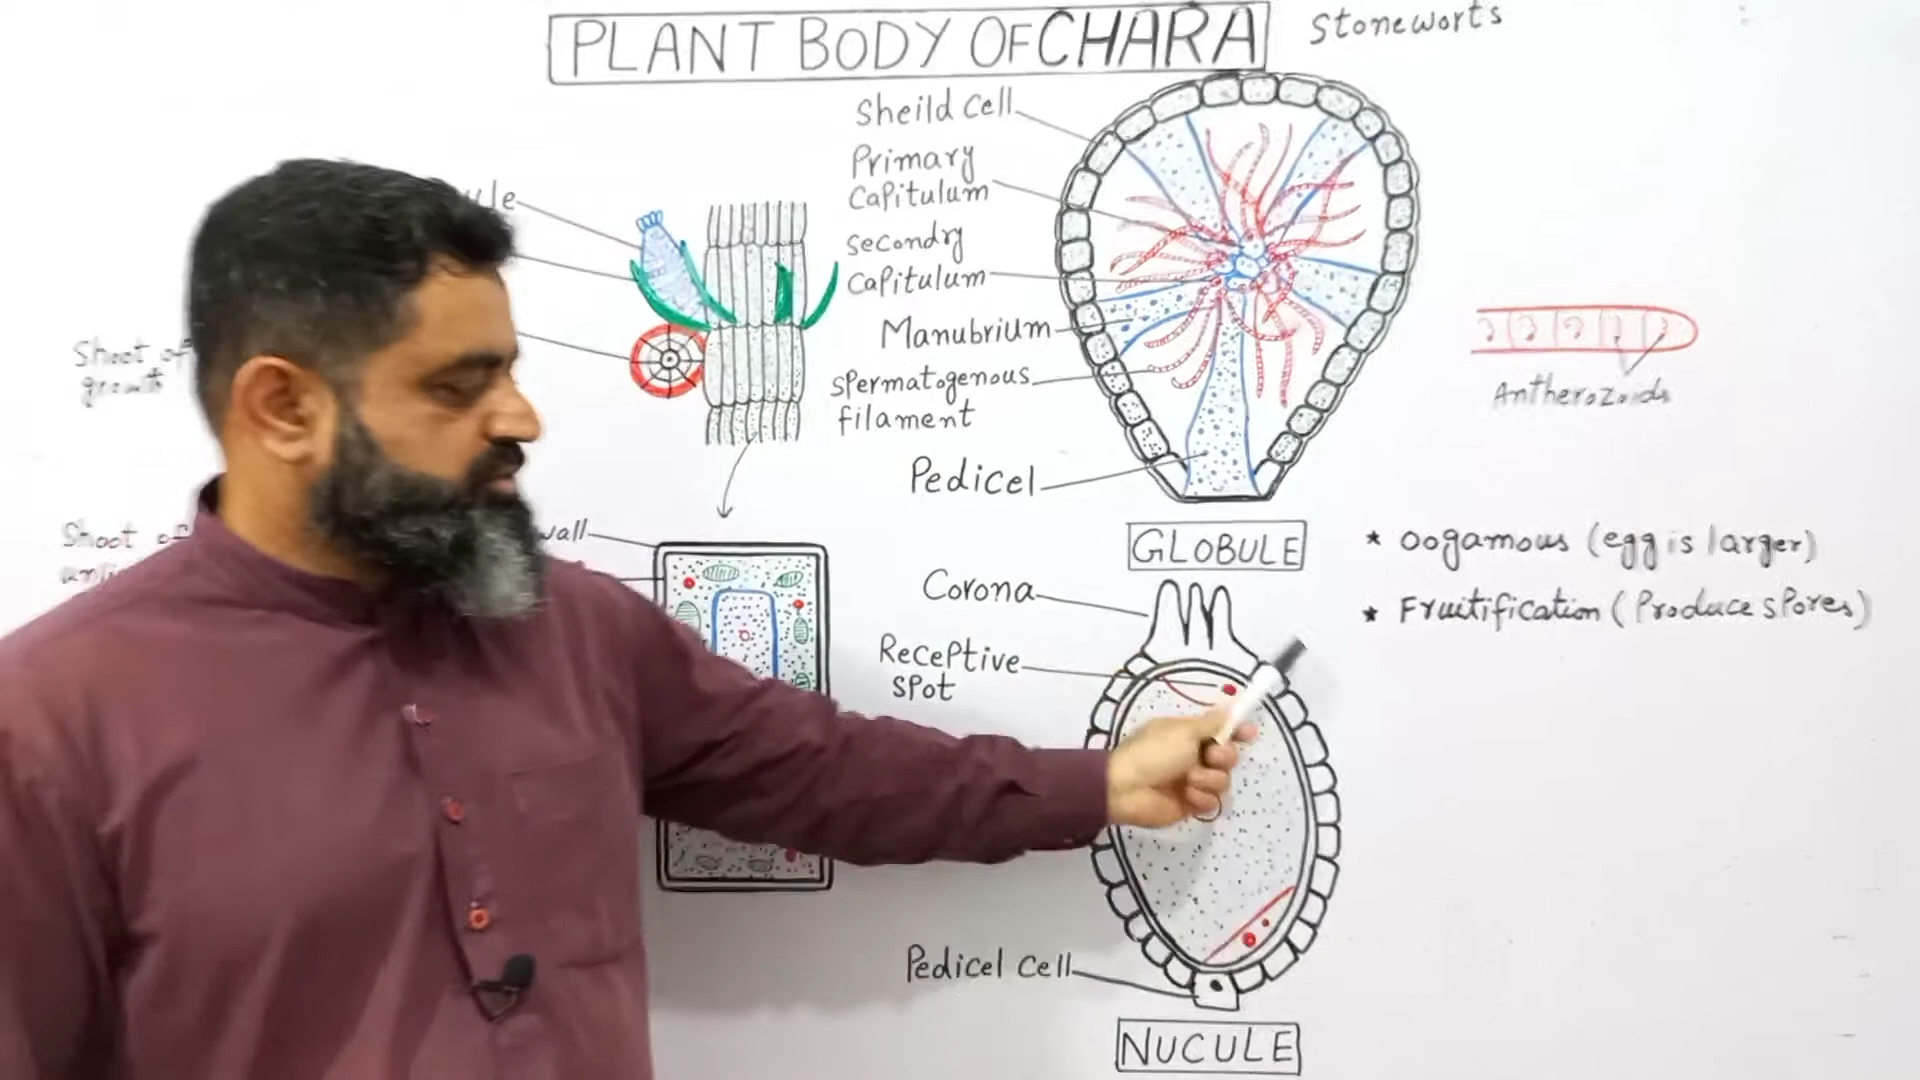 PLANT BODY OF CHARA
Stoneworts
Sheild cell
Primary
capitulum
secondry
capitulum
Manubrium
spermatogenous
filament
Pedicel
Antherozoids
Shoot of
growth
Shoot of
wall
GLOBULE
* oogamous (egg is larger)
* Fruitification (Produce spores)
Corona
Receptive
spot
Pedicel cell
NUCULE